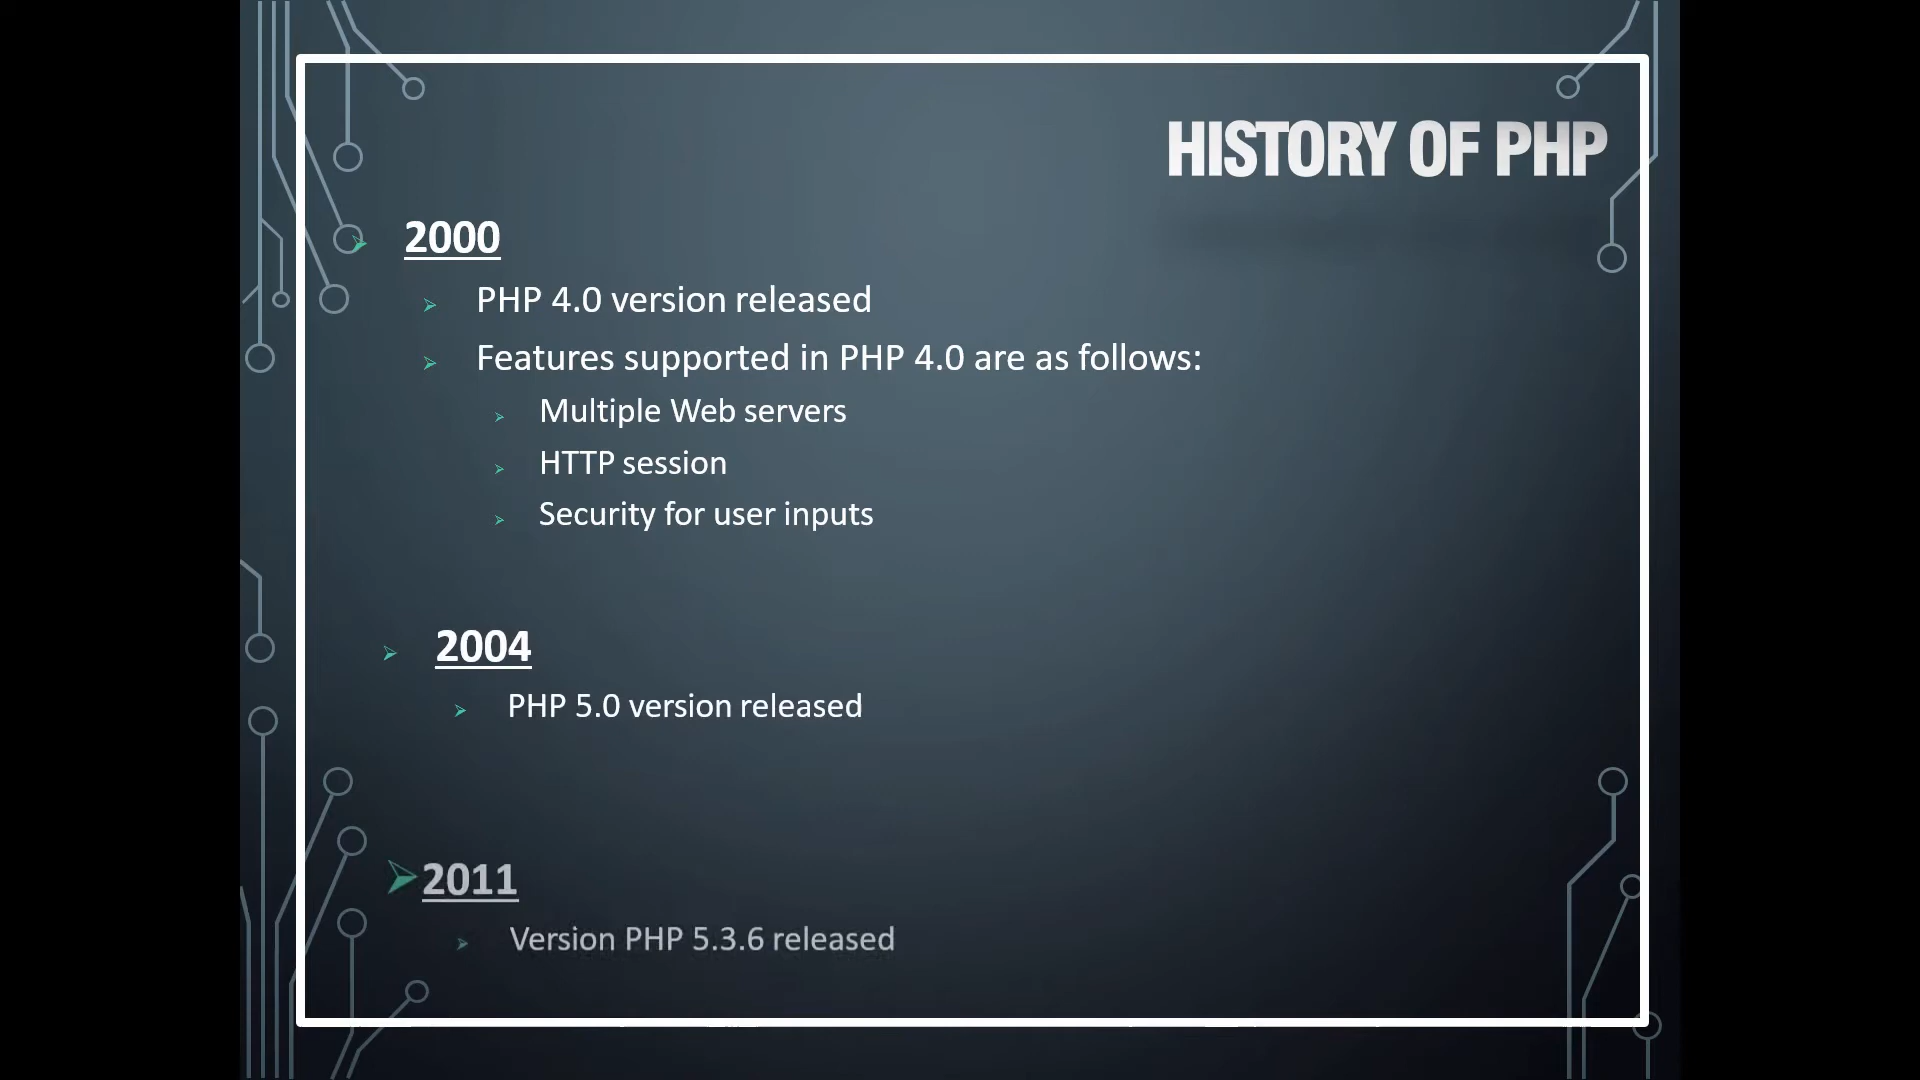 HISTORY OF PHP
2000
PHP 4.0 version released
Features supported in PHP 4.0 are as follows:
Multiple Web servers
HTTP session
Security for user inputs
2004
PHP 5.0 version released
2011
Version PHP 5.3.6 released